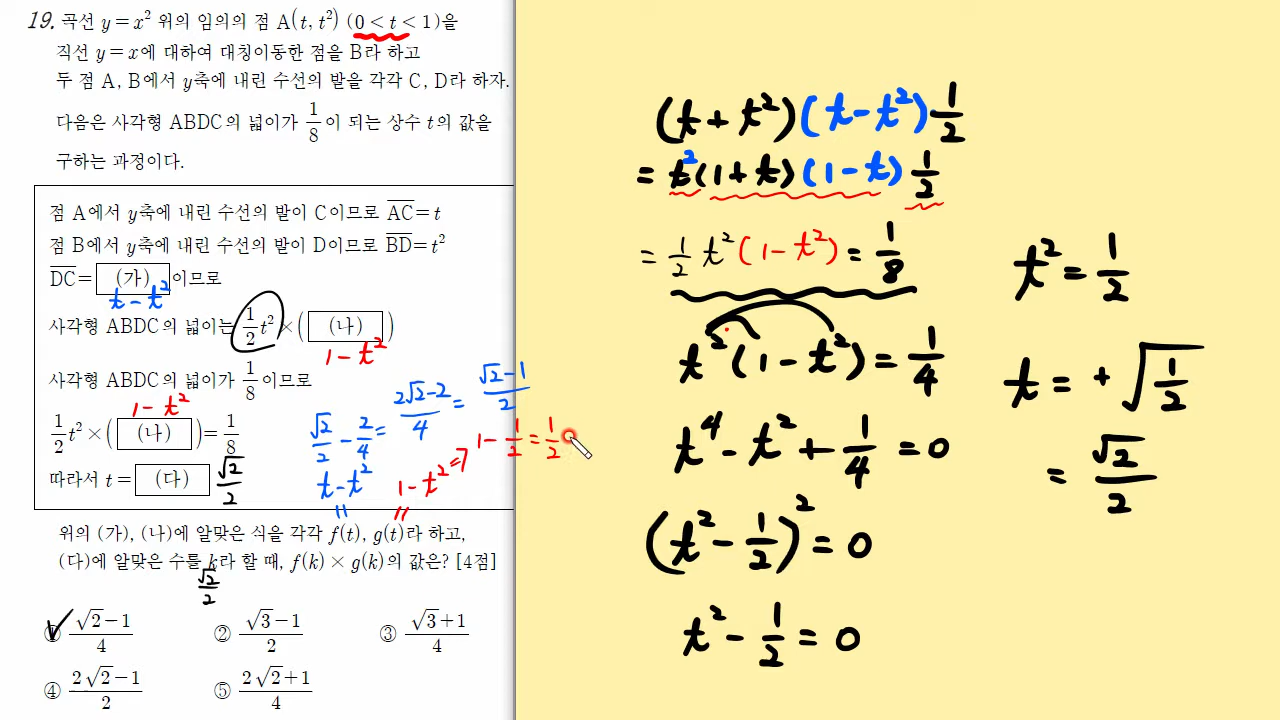 19. 곡선 y=x² 위의 임의의 점 A(t, t²) (0<t<1)을
직선 y=x에 대하여 대칭이동한 점을 B라 하고
두 점 A, B에서 y축에 내린 수선의 발을 각각 C, D라 하자.
다음은 사각형 ABDC의 넓이가 1/8이 되는 상수 t의 값을
구하는 과정이다.
점 A에서 y축에 내린 수선의 발이 C이므로 AC=t
점 B에서 y축에 내린 수선의 발이 D이므로 BD=t²
DC= (가) 이므로
t-t²
사각형 ABDC의 넓이는 1/2t²×( (나) )
1-t²
사각형 ABDC의 넓이가 1/8이므로
1-t²
1/2t²×( (나) )=1/8
따라서 t= (다) √2/2
√2/2 - 2/4 = (2√2-2)/4 = (√2-1)/2
t-t²
1-t² ⇒ 1-1/2=1/2
위의 (가), (나)에 알맞은 식을 각각 f(t), g(t)라 하고,
(다)에 알맞은 수를 k라 할 때, f(k)×g(k)의 값은? [4점]
√2/2
① (√2-1)/4 ② (√3-1)/2 ③ (√3+1)/4
④ (2√2-1)/2 ⑤ (2√2+1)/4
(t+t²)(t-t²)1/2
=t²(1+t)(1-t)1/2
=1/2t²(1-t²)=1/8
t²(1-t²)=1/4
t⁴-t²+1/4=0
(t²-1/2)²=0
t²-1/2=0
t²=1/2
t=+√(1/2)
=√2/2